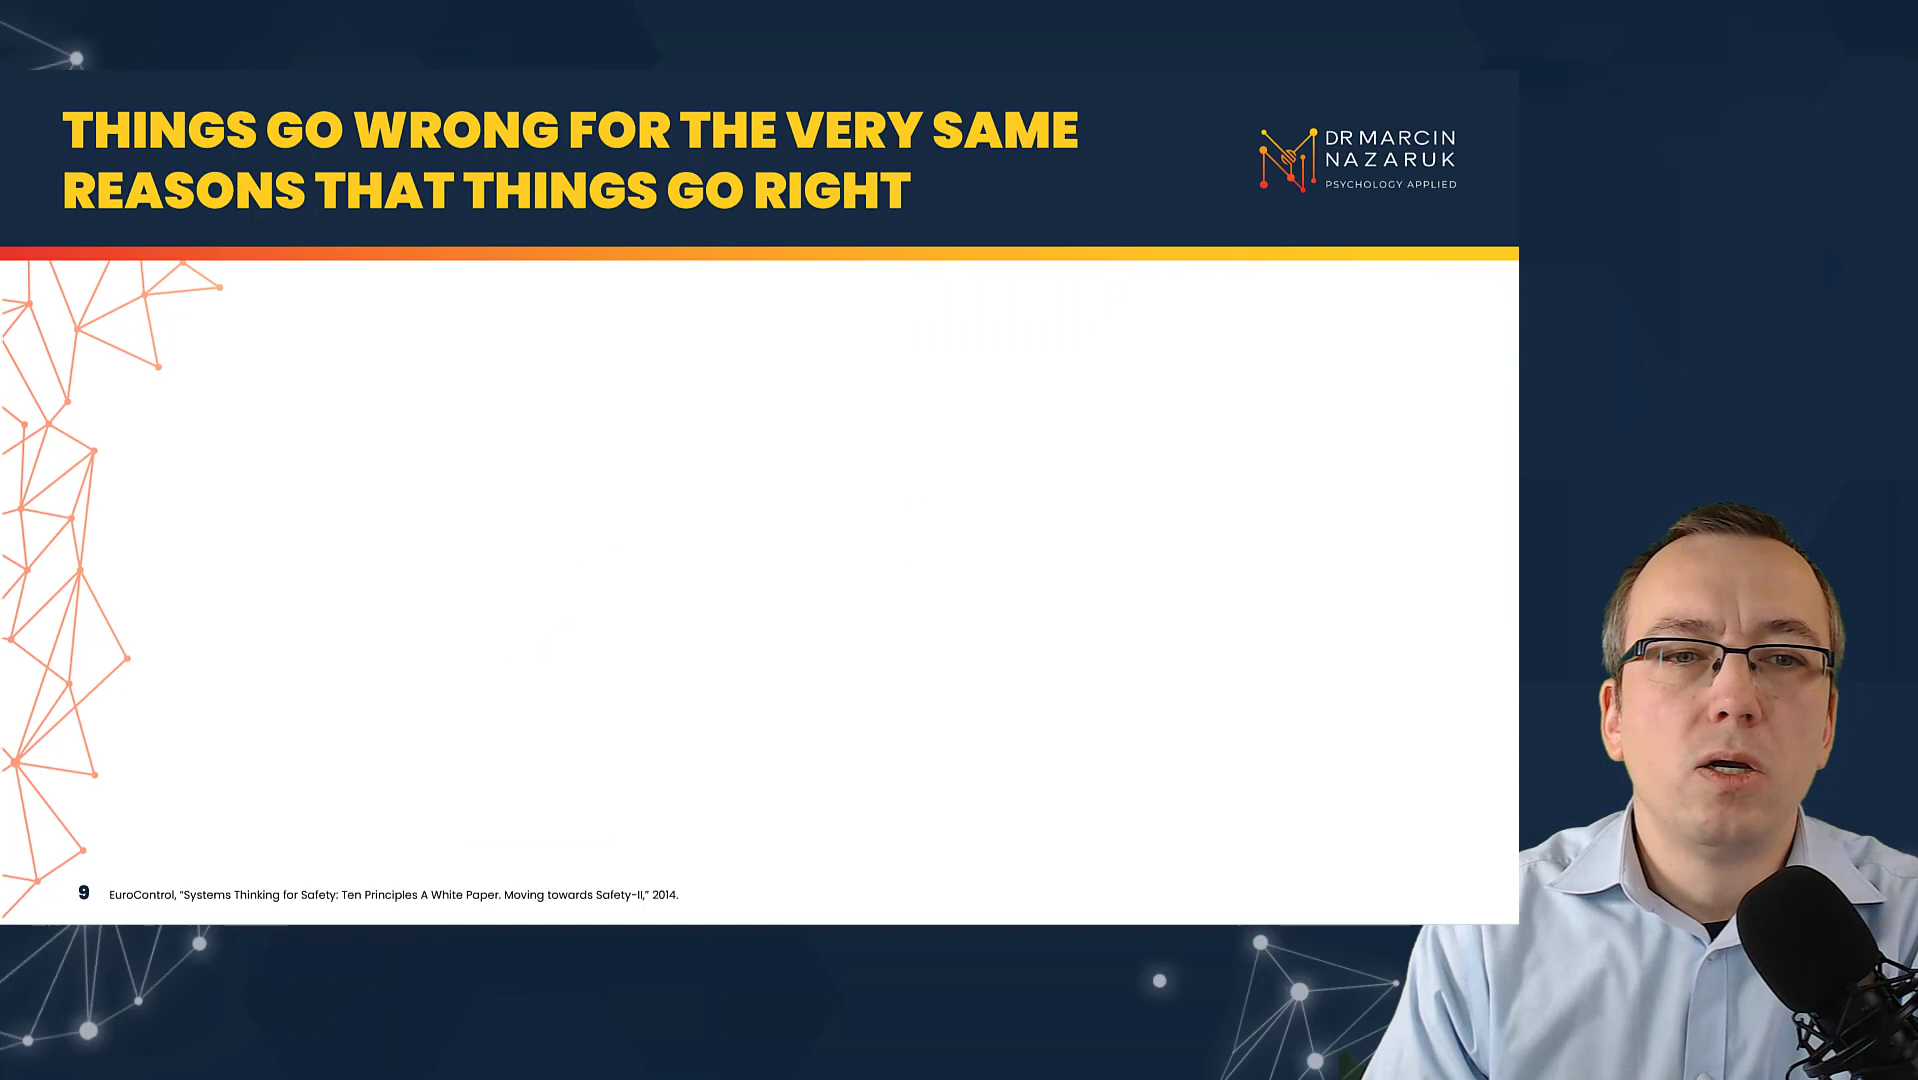 THINGS GO WRONG FOR THE VERY SAME
REASONS THAT THINGS GO RIGHT
DR MARCIN
NAZARUK
PSYCHOLOGY APPLIED
9
EuroControl, “Systems Thinking for Safety: Ten Principles A White Paper. Moving towards Safety-II,” 2014.